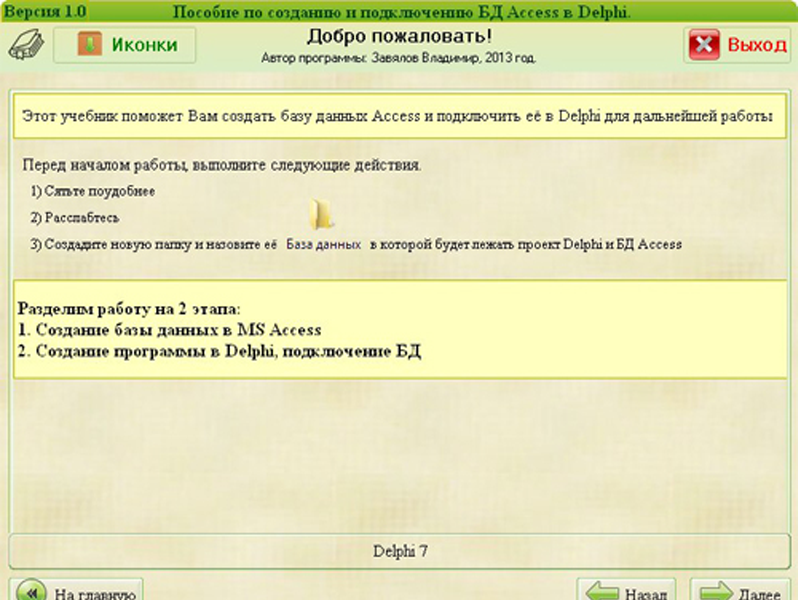 Версия 1.0
Пособие по созданию и подключению БД Access в Delphi.
Иконки
Добро пожаловать!
Автор программы: Завялов Владимир, 2013 год.
Выход
Этот учебник поможет Вам создать базу данных Access и подключить её в Delphi для дальнейшей работы
Перед началом работы, выполните следующие действия.
1) Сятьте поудобнее
2) Расслабтесь
3) Создадите новую папку и назовите её База данных в которой будет лежать проект Delphi и БД Access
Разделим работу на 2 этапа:
1. Создание базы данных в MS Access
2. Создание программы в Delphi, подключение БД
Delphi 7
На главную
Назад
Далее